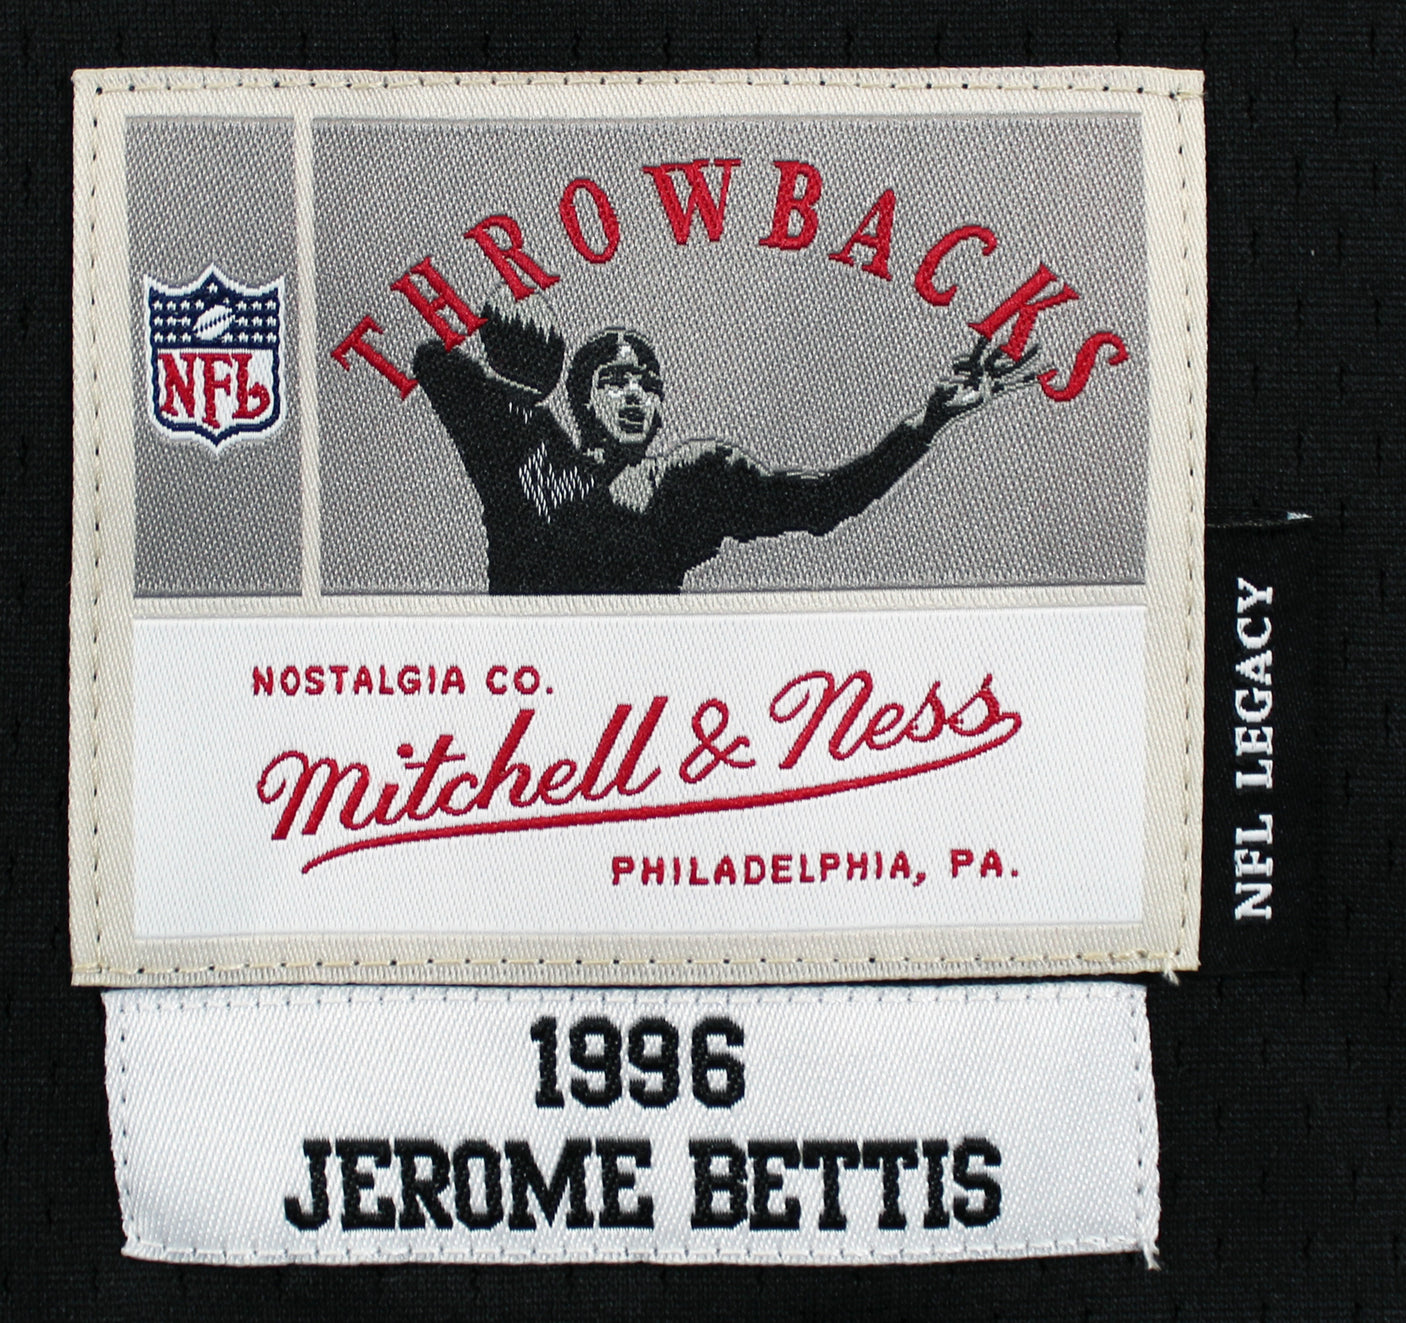 THROWBACKS
NFL
NOSTALGIA CO.
Mitchell & Ness
PHILADELPHIA, PA.
NFL LEGACY
1996
JEROME BETTIS